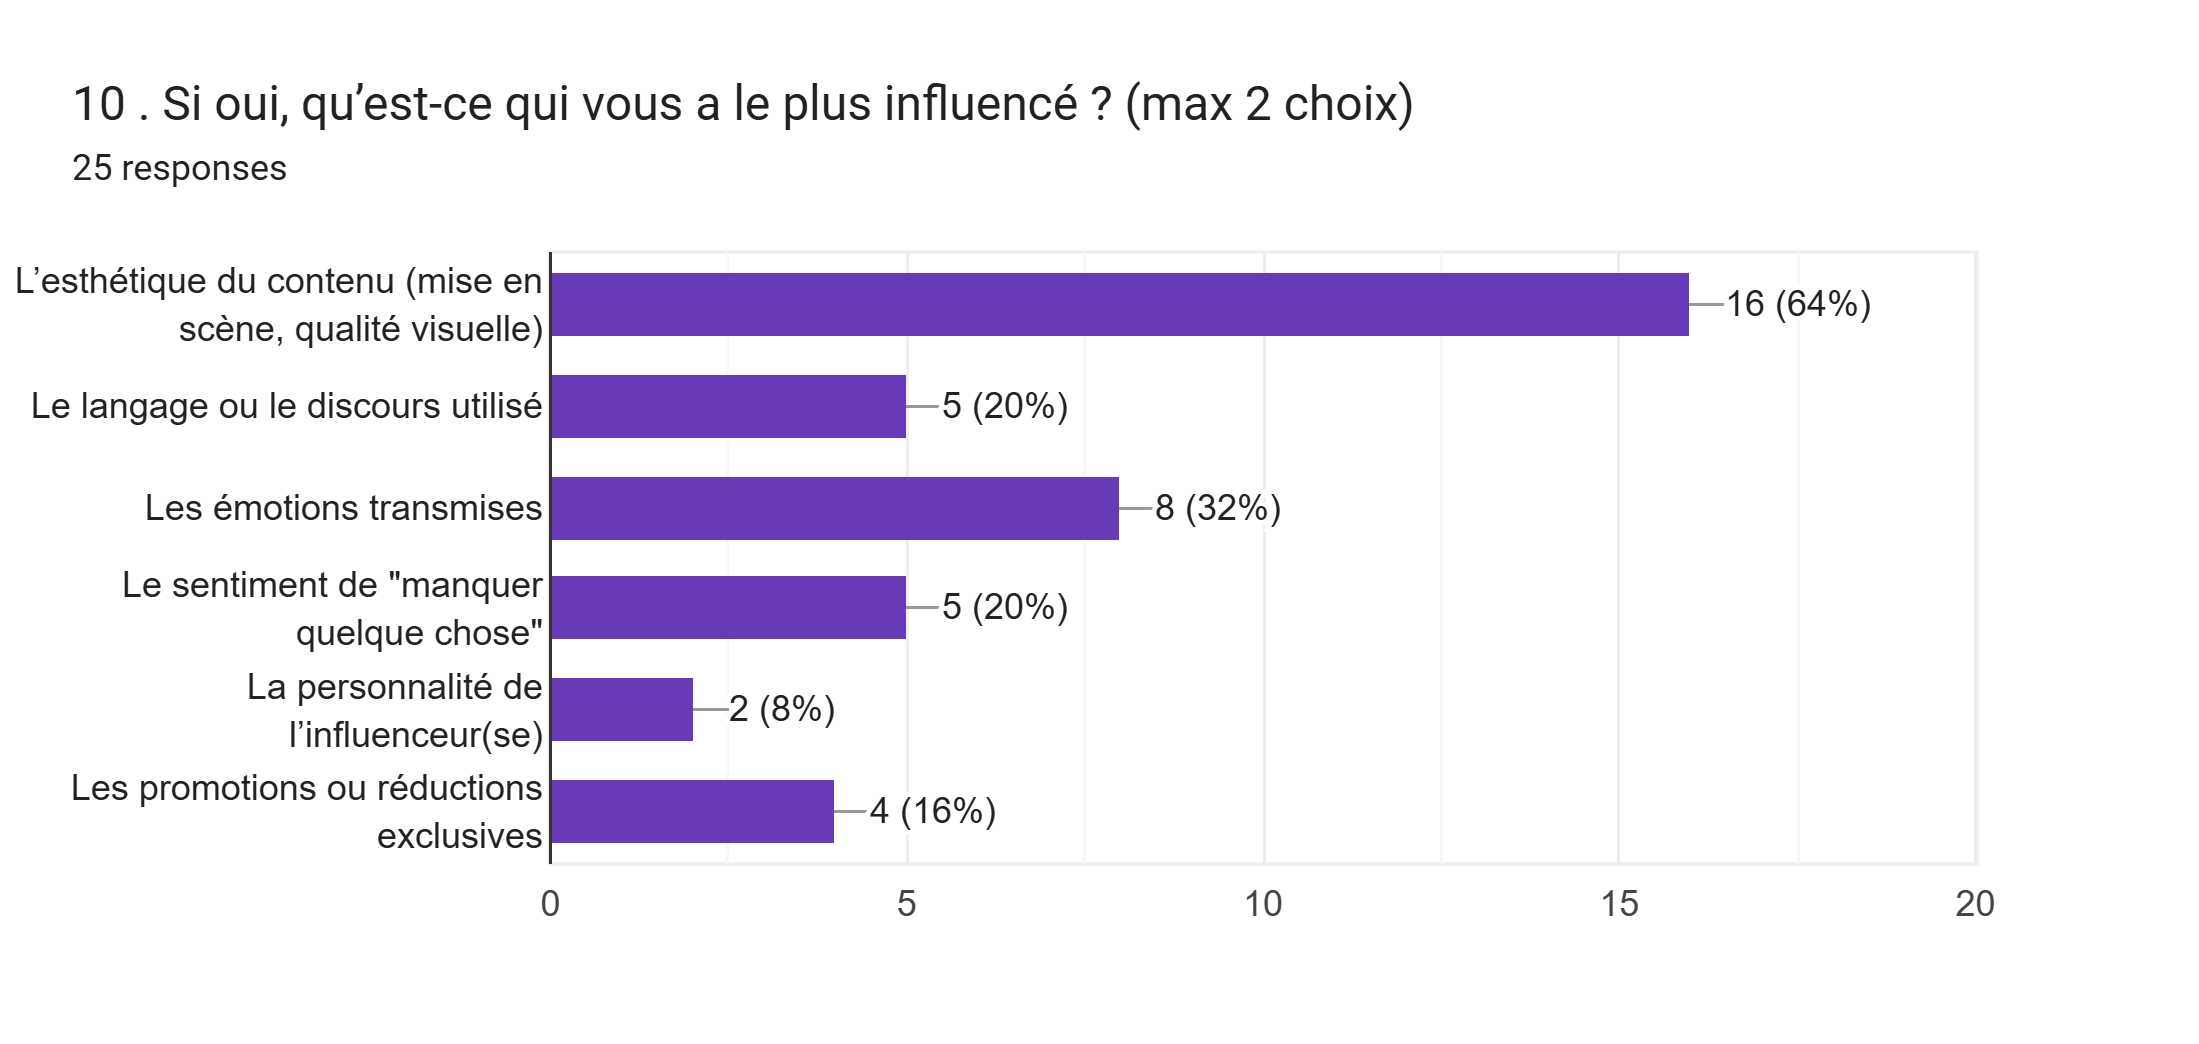 10 . Si oui, qu’est-ce qui vous a le plus influencé ? (max 2 choix)
25 responses
L’esthétique du contenu (mise en
scène, qualité visuelle)
16 (64%)
Le langage ou le discours utilisé
5 (20%)
Les émotions transmises
8 (32%)
Le sentiment de "manquer
quelque chose"
5 (20%)
La personnalité de
l’influenceur(se)
2 (8%)
Les promotions ou réductions
exclusives
4 (16%)
0 5 10 15 20